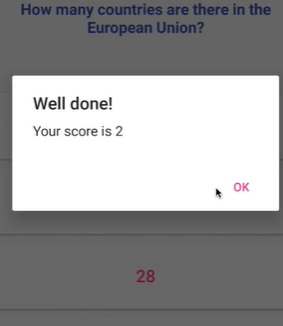 How many countries are there in the
European Union?
Well done!
Your score is 2
OK
28